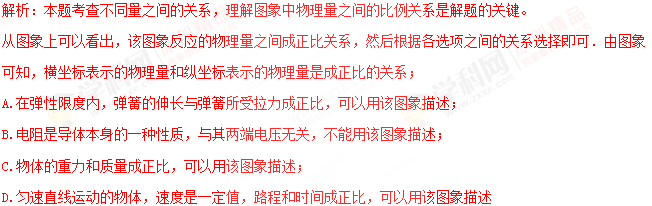 解析：本题考查不同量之间的关系，理解图象中物理量之间的比例关系是解题的关键。
从图象上可以看出，该图象反应的物理量之间成正比关系，然后根据各选项之间的关系选择即可．由图象
可知，横坐标表示的物理量和纵坐标表示的物理量是成正比的关系；
A.在弹性限度内，弹簧的伸长与弹簧所受拉力成正比，可以用该图象描述；
B.电阻是导体本身的一种性质，与其两端电压无关，不能用该图象描述；
C.物体的重力和质量成正比，可以用该图象描述；
D.匀速直线运动的物体，速度是一定值，路程和时间成正比，可以用该图象描述